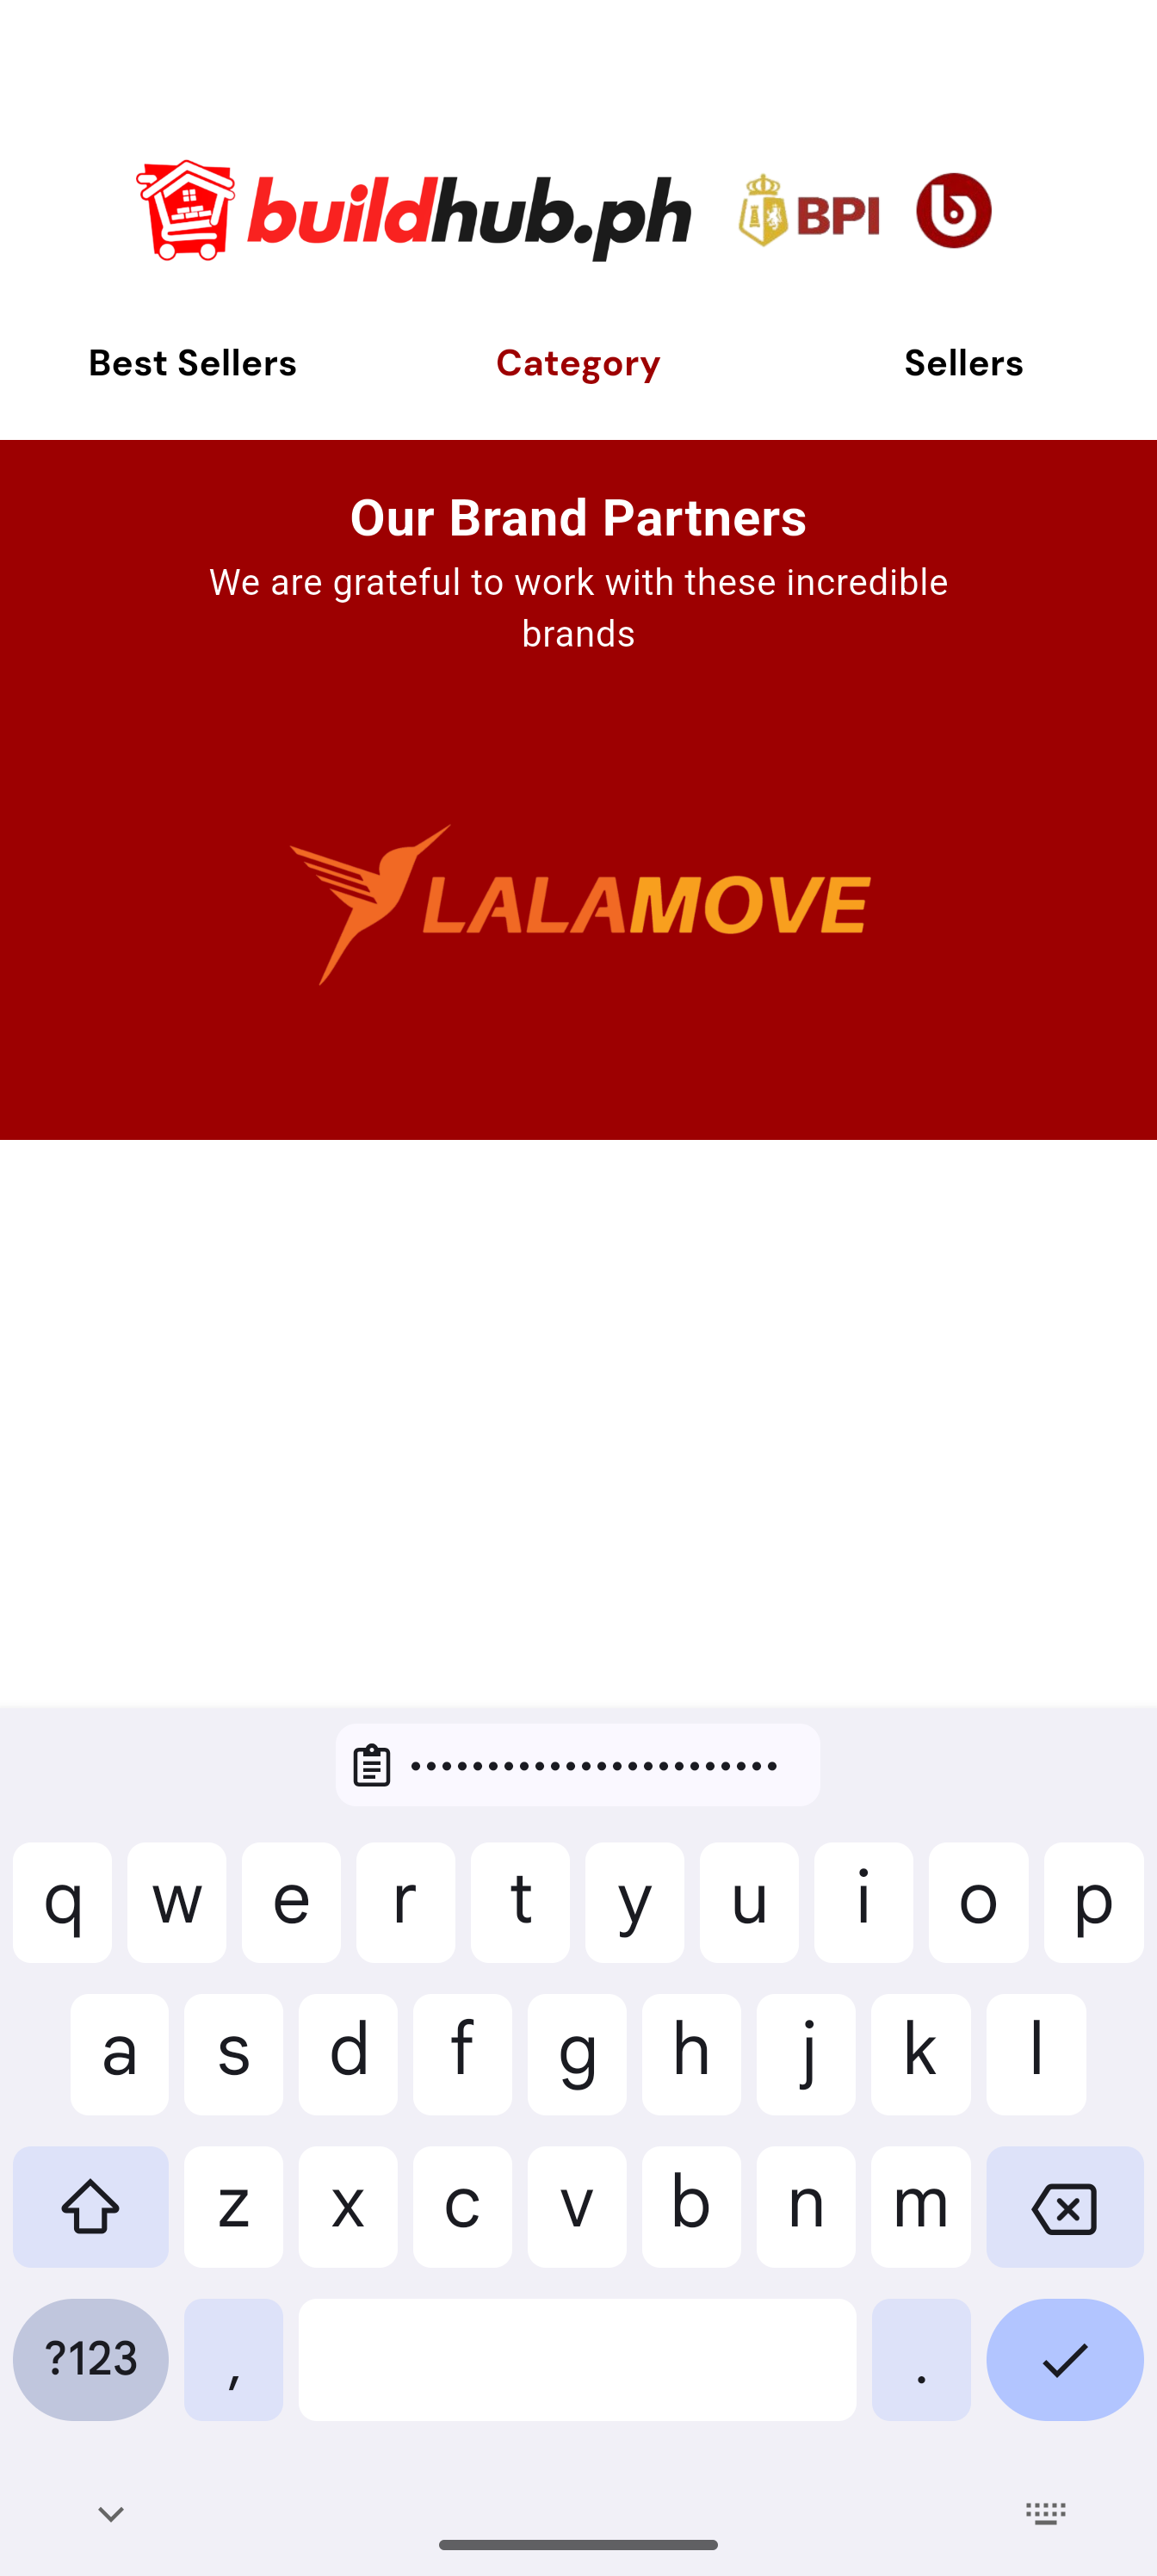 buildhub.ph BPI b
Best Sellers Category Sellers
Our Brand Partners
We are grateful to work with these incredible
brands
LALAMOVE
••••••••••••••••••••••••
q w e r t y u i o p
a s d f g h j k l
z x c v b n m
?123 , .